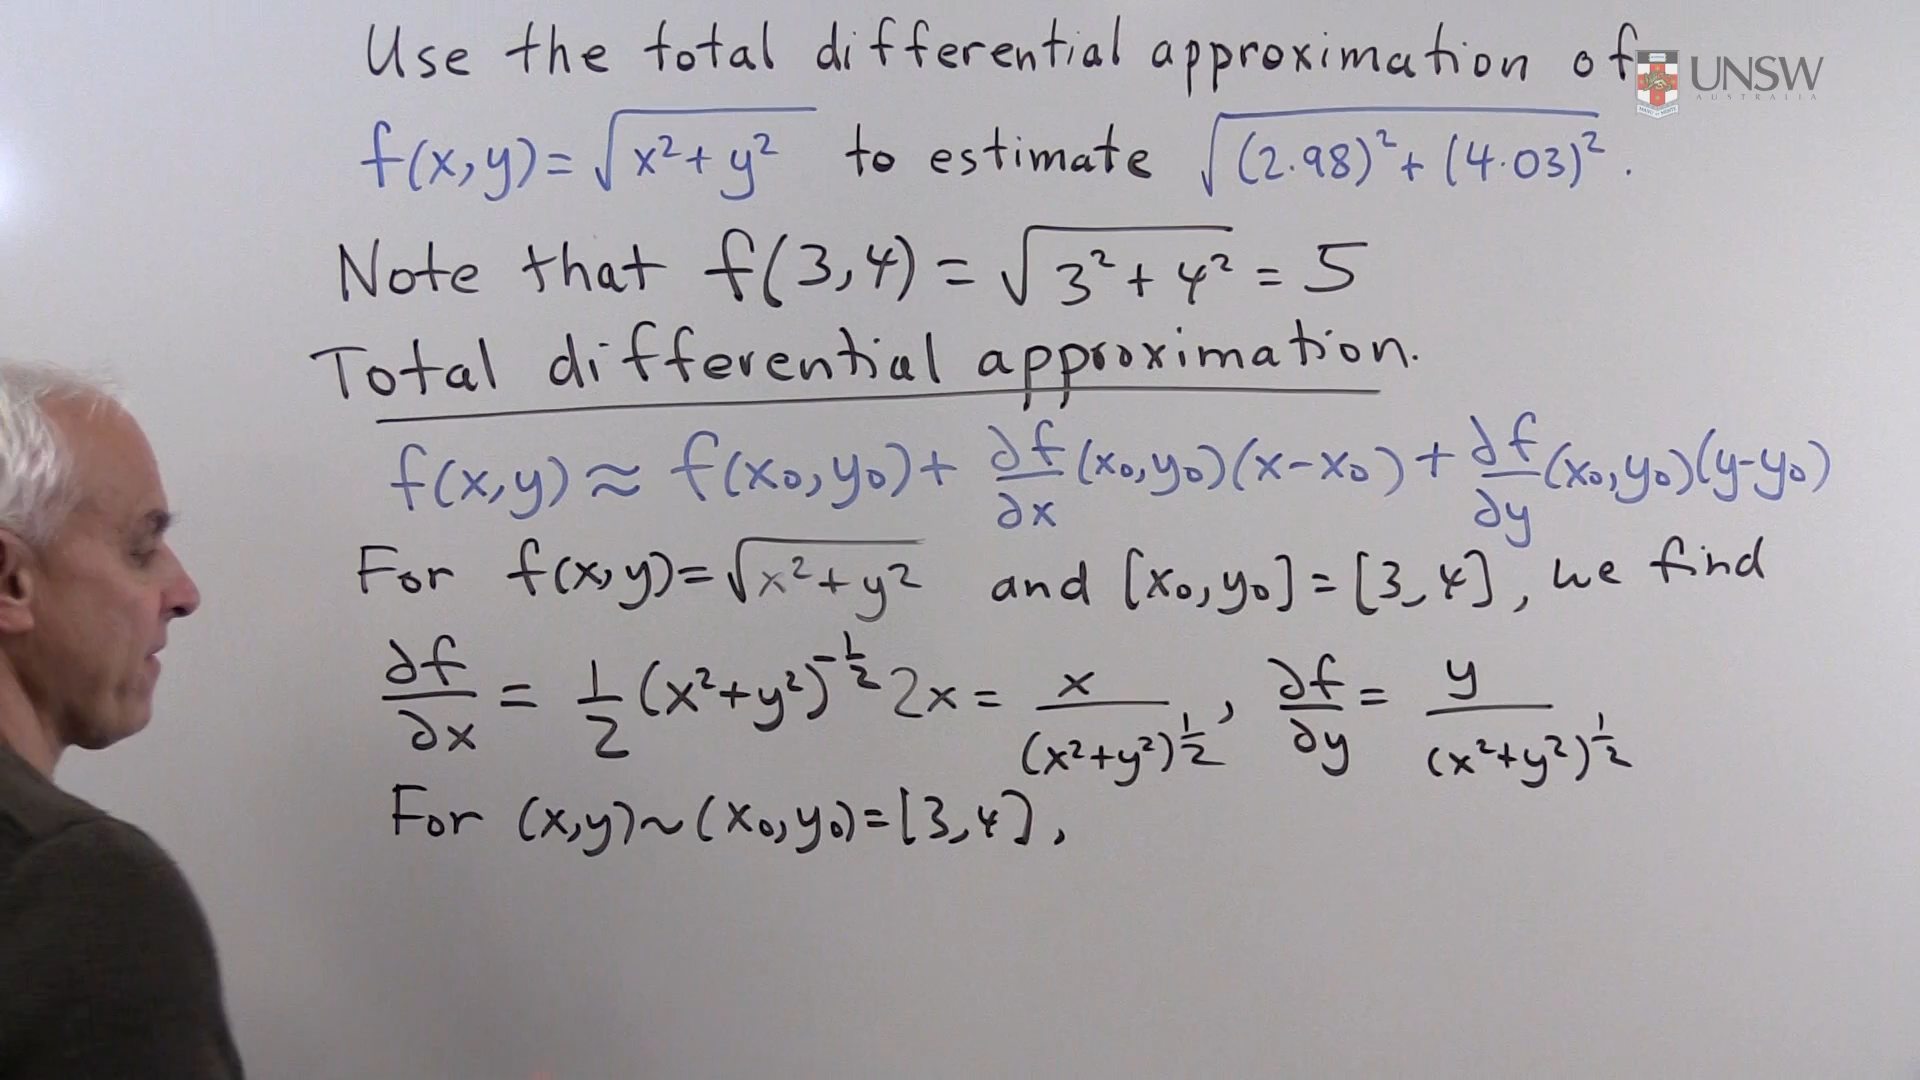 Use the total differential approximation of
UNSW
AUSTRALIA
f(x,y)=√(x²+y²) to estimate √((2.98)²+(4.03)²).
Note that f(3,4)=√(3²+4²)=5
Total differential approximation.
f(x,y)≈f(x₀,y₀)+∂f/∂x(x₀,y₀)(x-x₀)+∂f/∂y(x₀,y₀)(y-y₀)
For f(x,y)=√(x²+y²) and [x₀,y₀]=[3,4], we find
∂f/∂x=1/2(x²+y²)^(-1/2)2x=x/(x²+y²)^(1/2), ∂f/∂y=y/(x²+y²)^(1/2)
For (x,y)~(x₀,y₀)=[3,4],